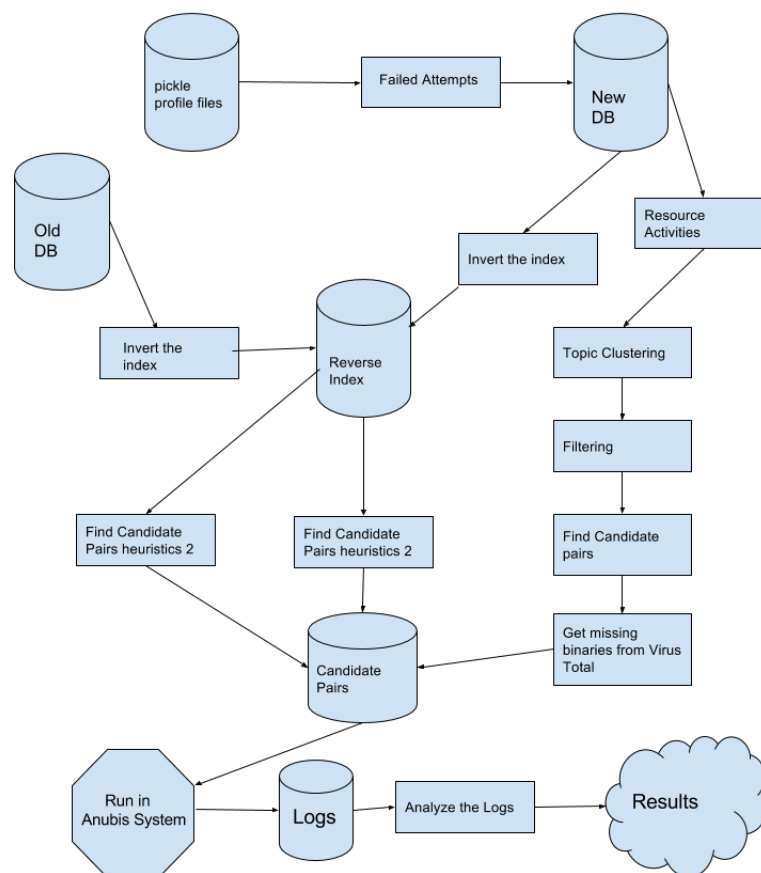 pickle
profile files
Failed Attempts
New
DB
Old
DB
Resource
Activities
Invert the index
Invert the
index
Reverse
Index
Topic Clustering
Filtering
Find Candidate
Pairs heuristics 2
Find Candidate
Pairs heuristics 2
Find Candidate
pairs
Get missing
binaries from Virus
Total
Candidate
Pairs
Run in
Anubis System
Logs
Analyze the Logs
Results